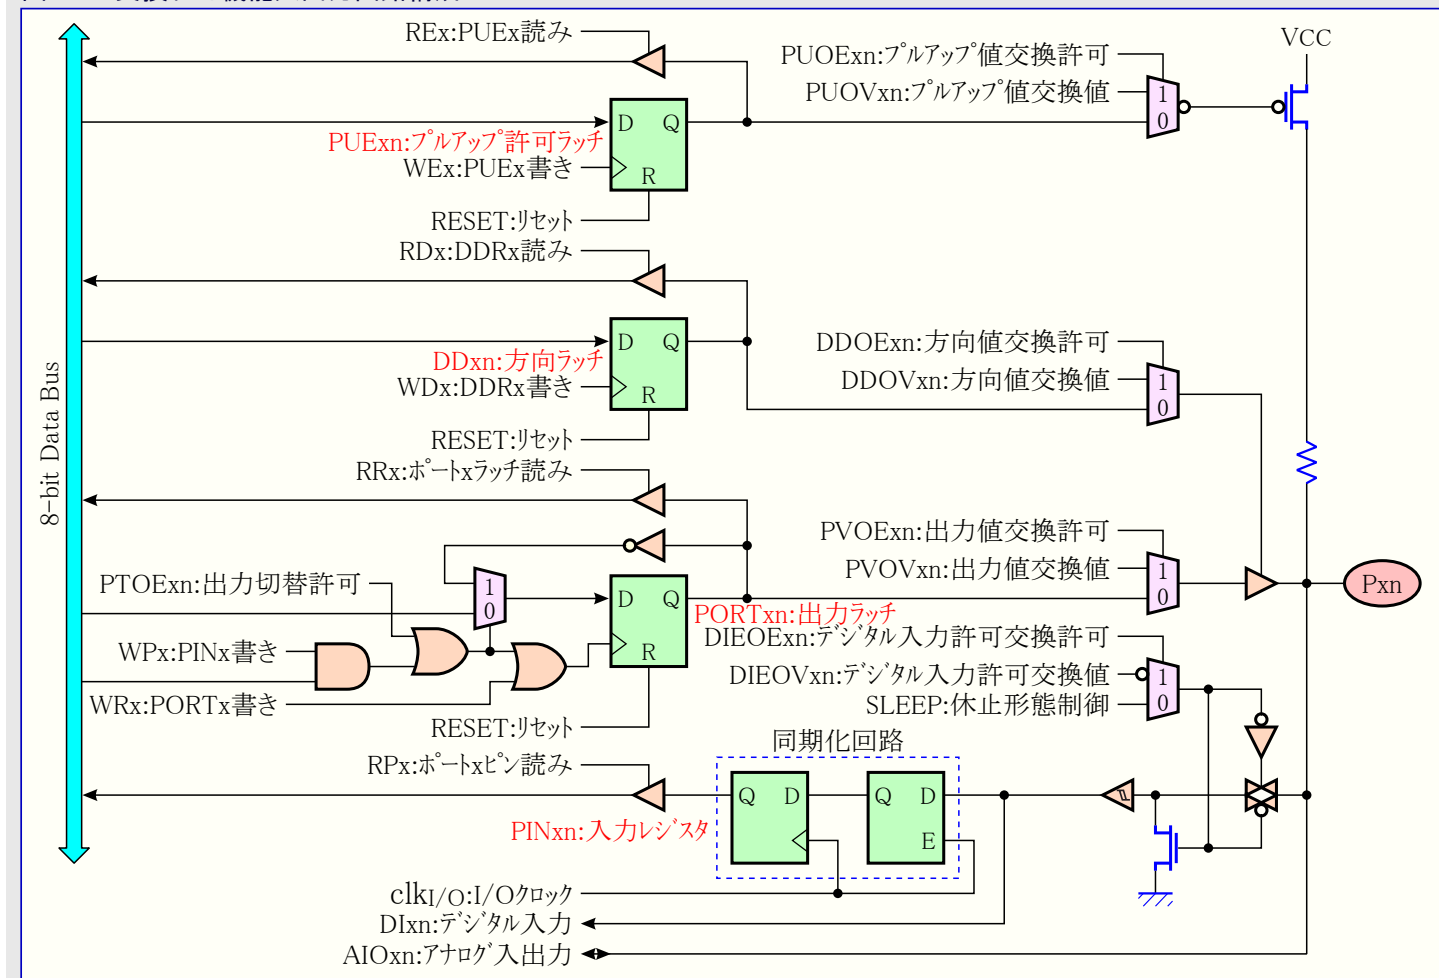 REx:PUEx読み
PUOExn:プルアップ値交換許可
VCC
PUOVxn:プルアップ値交換値
1
0
D Q
PUExn:プルアップ許可ラッチ
WEx:PUEx書き
R
RESET:リセット
RDx:DDRx読み
D Q
DDOExn:方向値交換許可
DDxn:方向ラッチ
DDOVxn:方向値交換値
1
0
WDx:DDRx書き
R
8-bit Data Bus
RESET:リセット
RRx:ポートxラッチ読み
PVOExn:出力値交換許可
PVOVxn:出力値交換値
1
0
PTOExn:出力切替許可
1
0
D Q
Pxn
PORTxn:出力ラッチ
DIEOExn:デジタル入力許可交換許可
WPx:PINx書き
R
DIEOVxn:デジタル入力許可交換値
1
0
WRx:PORTx書き
SLEEP:休止形態制御
RESET:リセット
同期化回路
RPx:ポートxピン読み
Q D
Q D
PINxn:入力レジスタ
E
clkI/O:I/Oクロック
DIxn:デジタル入力
AIOxn:アナログ入出力